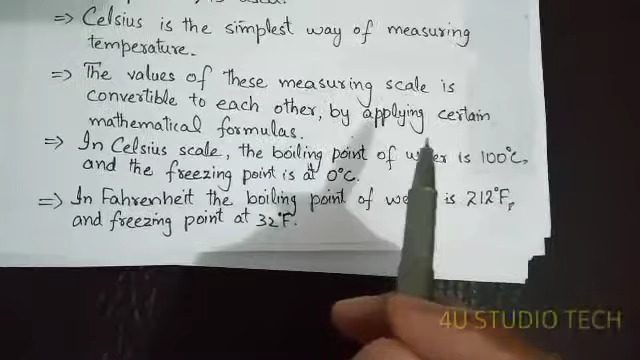 => Celsius is the simplest way of measuring
temperature.
=> The values of these measuring scale is
convertible to each other, by applying certain
mathematical formulas.
=> In Celsius scale, the boiling point of is 100°C,
and the freezing point is at 0°C.
=> In Fahrenheit the boiling point of is 212°F,
and freezing point at 32°F.
4U STUDIO TECH